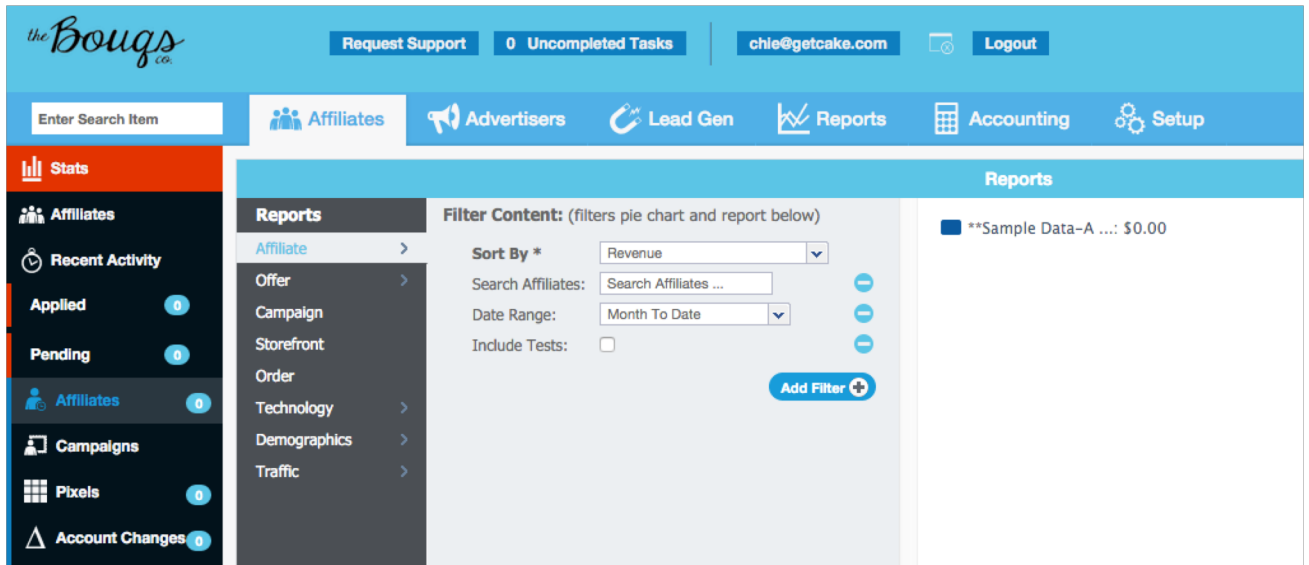 the Bouqs co.
Request Support
0 Uncompleted Tasks
chie@getcake.com
Logout
Enter Search Item
Affiliates
Advertisers
Lead Gen
Reports
Accounting
Setup
Stats
Affiliates
Recent Activity
Applied 0
Pending 0
Affiliates 0
Campaigns
Pixels 0
Account Changes 0
Reports
Reports
Affiliate >
Offer >
Campaign
Storefront
Order
Technology >
Demographics >
Traffic >
Filter Content: (filters pie chart and report below)
Sort By * Revenue
Search Affiliates: Search Affiliates ...
Date Range: Month To Date
Include Tests:
Add Filter
**Sample Data-A ...: $0.00